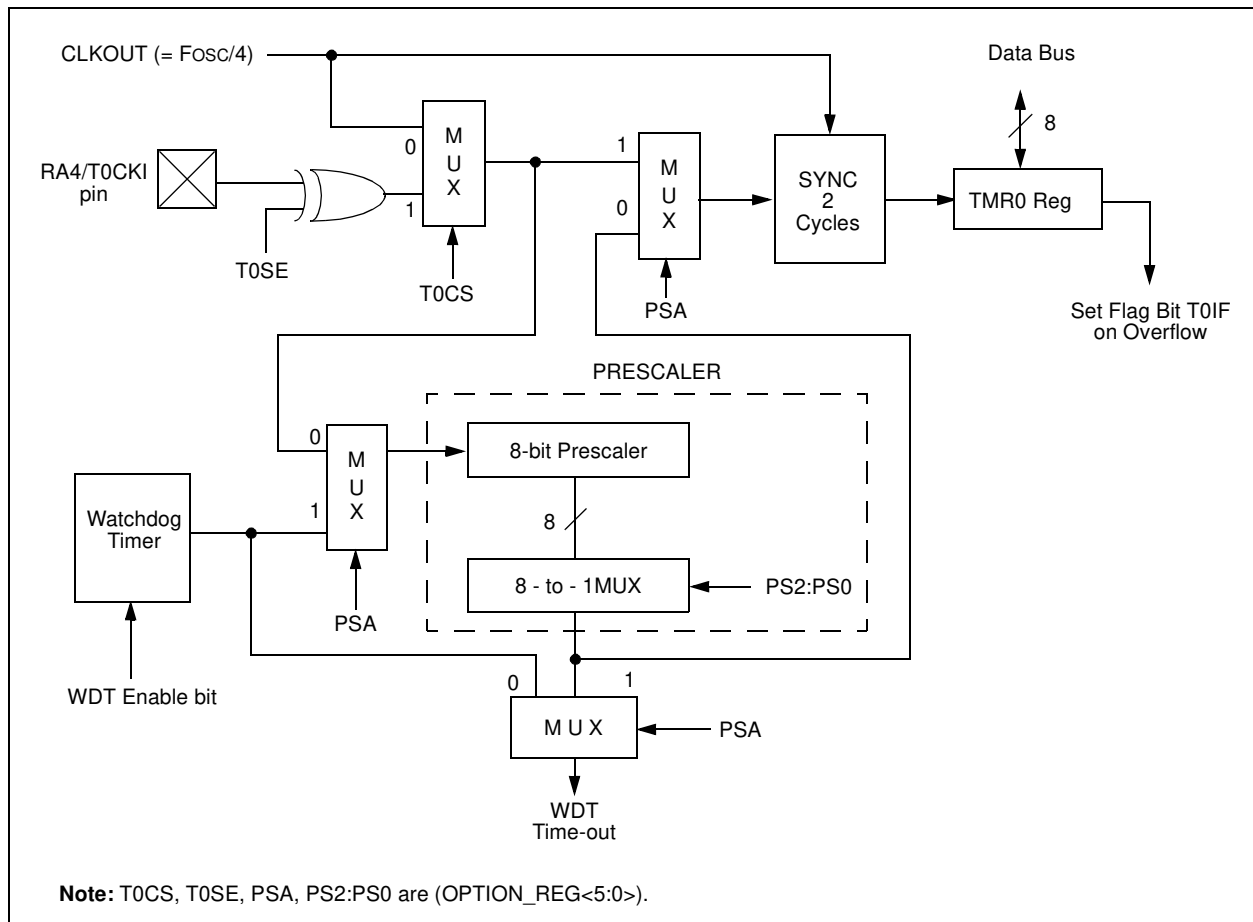 CLKOUT (= FOSC/4)
Data Bus
8
RA4/T0CKI
pin
T0SE
0
1
M
U
X
T0CS
1
0
M
U
X
PSA
SYNC
2
Cycles
TMR0 Reg
Set Flag Bit T0IF
on Overflow
PRESCALER
0
1
M
U
X
PSA
8-bit Prescaler
8
8 - to - 1MUX
PS2:PS0
Watchdog
Timer
WDT Enable bit
0
1
M U X
PSA
WDT
Time-out
Note: T0CS, T0SE, PSA, PS2:PS0 are (OPTION_REG<5:0>).